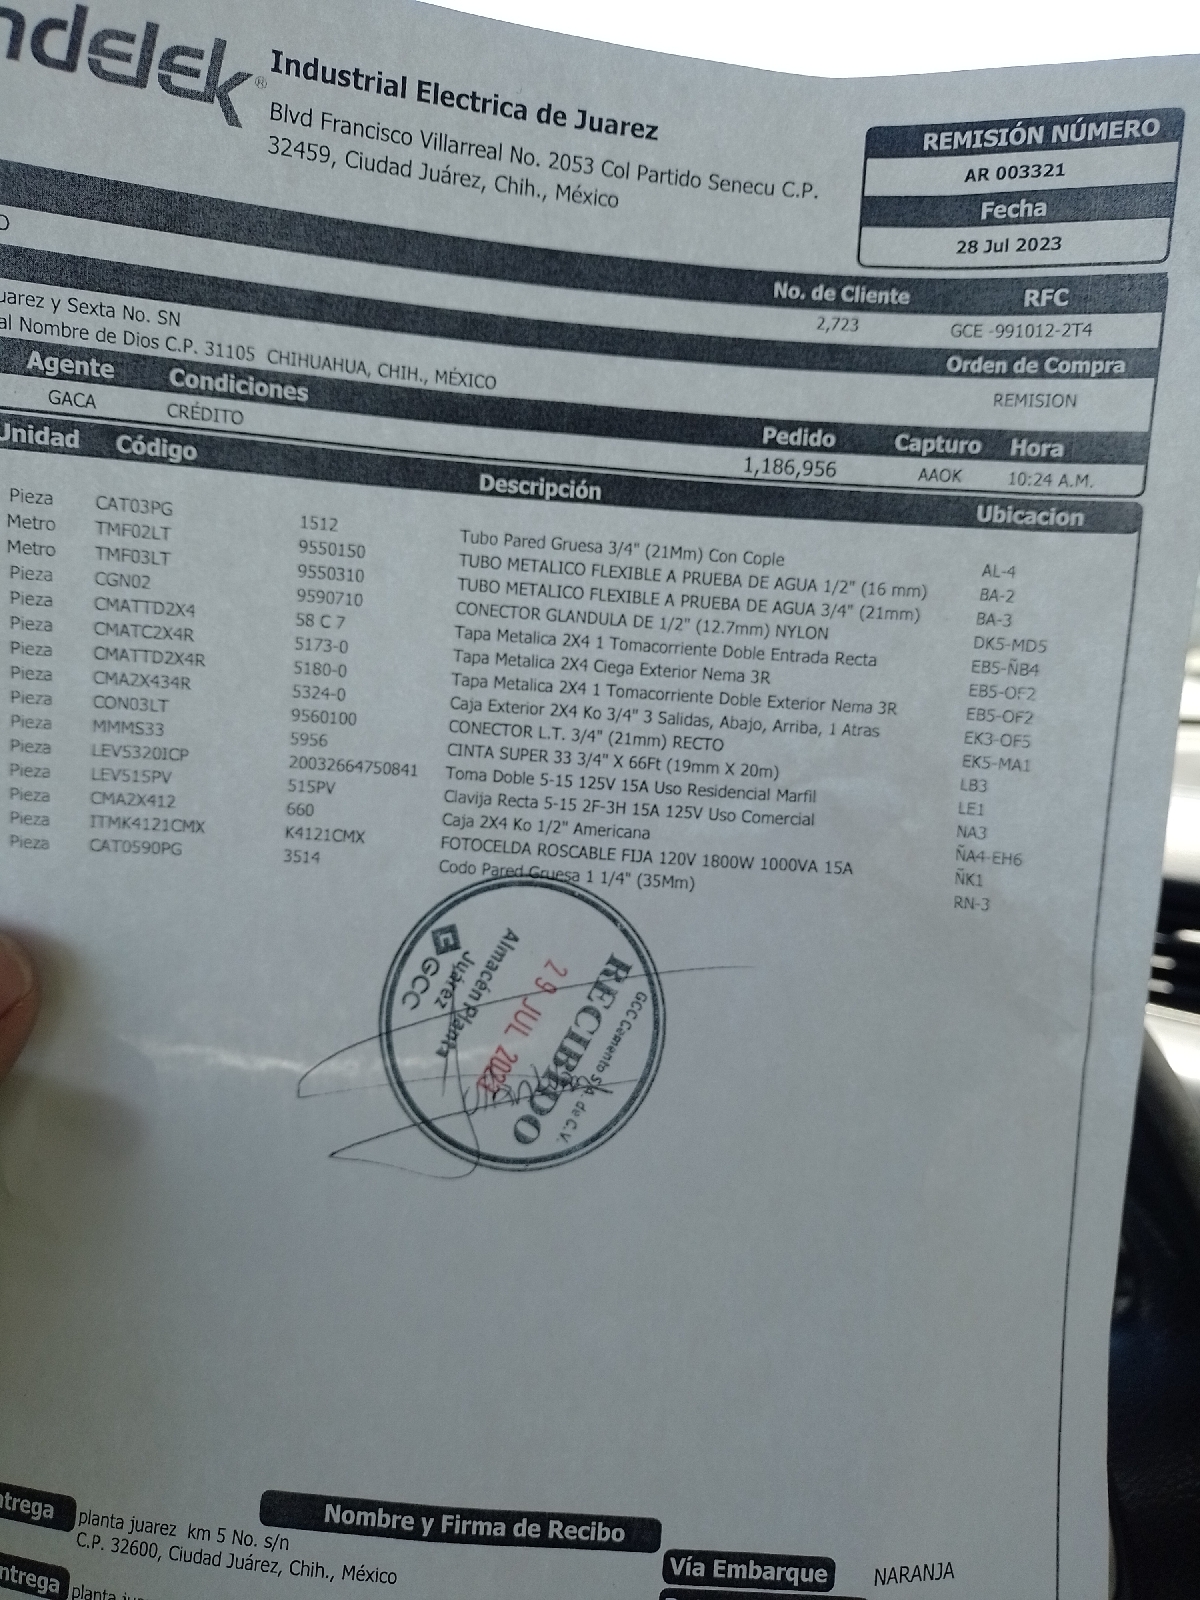 ndelek®
Industrial Electrica de Juarez
Blvd Francisco Villarreal No. 2053 Col Partido Senecu C.P.
32459, Ciudad Juárez, Chih., México
REMISIÓN NÚMERO
AR 003321
Fecha
28 Jul 2023
O
No. de Cliente RFC
2,723 GCE -991012-2T4
uarez y Sexta No. SN
al Nombre de Dios C.P. 31105 CHIHUAHUA, CHIH., MÉXICO
Orden de Compra
REMISION
Agente Condiciones Pedido Capturo Hora
GACA CRÉDITO 1,186,956 AAOK 10:24 A.M.
Unidad Código Descripción Ubicacion
Pieza CAT03PG 1512 Tubo Pared Gruesa 3/4" (21Mm) Con Cople AL-4
Metro TMF02LT 9550150 TUBO METALICO FLEXIBLE A PRUEBA DE AGUA 1/2" (16 mm) BA-2
Metro TMF03LT 9550310 TUBO METALICO FLEXIBLE A PRUEBA DE AGUA 3/4" (21mm) BA-3
Pieza CGN02 9590710 CONECTOR GLANDULA DE 1/2" (12.7mm) NYLON DK5-MD5
Pieza CMATTD2X4 58 C 7 Tapa Metalica 2X4 1 Tomacorriente Doble Entrada Recta EB5-ÑB4
Pieza CMATC2X4R 5173-0 Tapa Metalica 2X4 Ciega Exterior Nema 3R EB5-OF2
Pieza CMATTD2X4R 5180-0 Tapa Metalica 2X4 1 Tomacorriente Doble Exterior Nema 3R EB5-OF2
Pieza CMA2X434R 5324-0 Caja Exterior 2X4 Ko 3/4" 3 Salidas, Abajo, Arriba, 1 Atras EK3-OF5
Pieza CON03LT 9560100 CONECTOR L.T. 3/4" (21mm) RECTO EK5-MA1
Pieza MMMS33 5956 CINTA SUPER 33 3/4" X 66Ft (19mm X 20m) LB3
Pieza LEV5320ICP 20032664750841 Toma Doble 5-15 125V 15A Uso Residencial Marfil LE1
Pieza LEV515PV 515PV Clavija Recta 5-15 2F-3H 15A 125V Uso Comercial NA3
Pieza CMA2X412 660 Caja 2X4 Ko 1/2" Americana ÑA4-EH6
Pieza ITMK4121CMX K4121CMX FOTOCELDA ROSCABLE FIJA 120V 1800W 1000VA 15A ÑK1
Pieza CAT0590PG 3514 Codo Pared Gruesa 1 1/4" (35Mm) RN-3
GCC Cemento S.A. de C.V.
RECIBIDO
29 JUL 2023
Almacén Planta
Juárez
GCC
ntrega planta juarez km 5 No. s/n
C.P. 32600, Ciudad Juárez, Chih., México
Nombre y Firma de Recibo
Vía Embarque NARANJA
ntrega